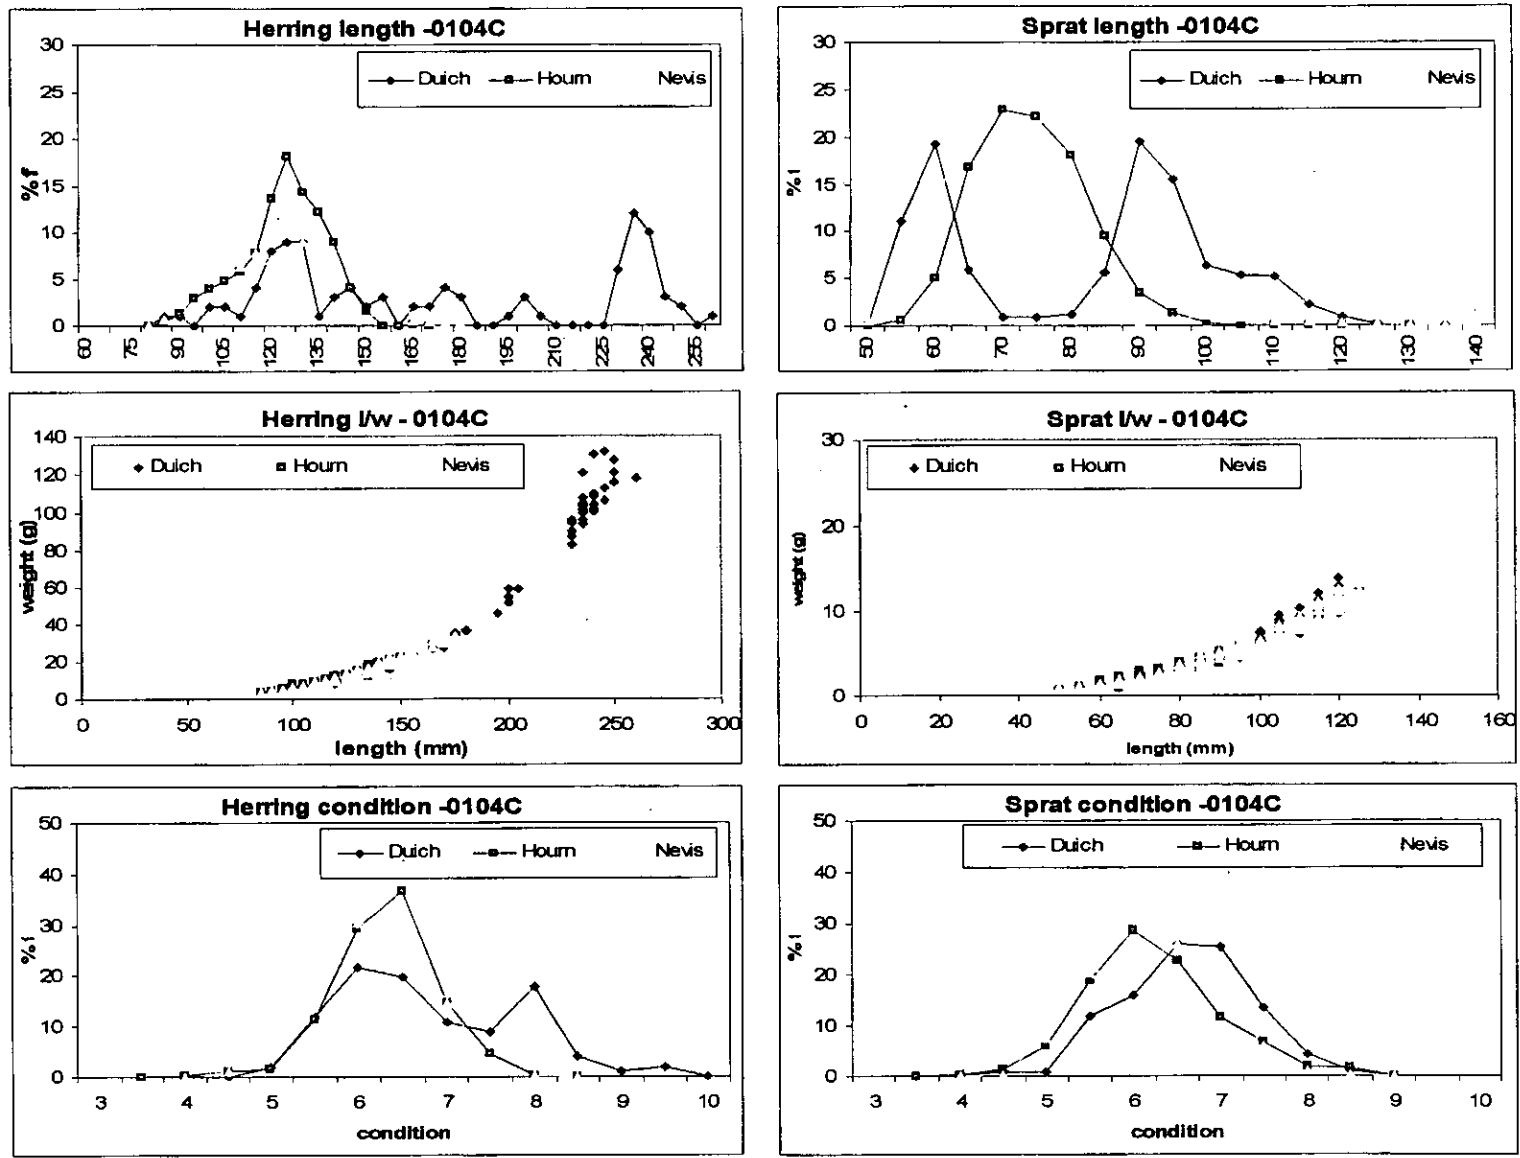 Herring length -0104C
Duich Hourn Nevis
% f
30
25
20
15
10
5
0
60 75 90 105 120 135 150 165 180 195 210 225 240 255
Sprat length -0104C
Duich Hourn Nevis
% f
30
25
20
15
10
5
0
50 60 70 80 90 100 110 120 130 140
Herring l/w - 0104C
Duich Hourn Nevis
weight (g)
140
120
100
80
60
40
20
0
0 50 100 150 200 250 300
length (mm)
Sprat l/w - 0104C
Duich Hourn Nevis
weight (g)
30
20
10
0
0 20 40 60 80 100 120 140 160
length (mm)
Herring condition -0104C
Duich Hourn Nevis
% f
50
40
30
20
10
0
3 4 5 6 7 8 9 10
condition
Sprat condition -0104C
Duich Hourn Nevis
% f
50
40
30
20
10
0
3 4 5 6 7 8 9 10
condition